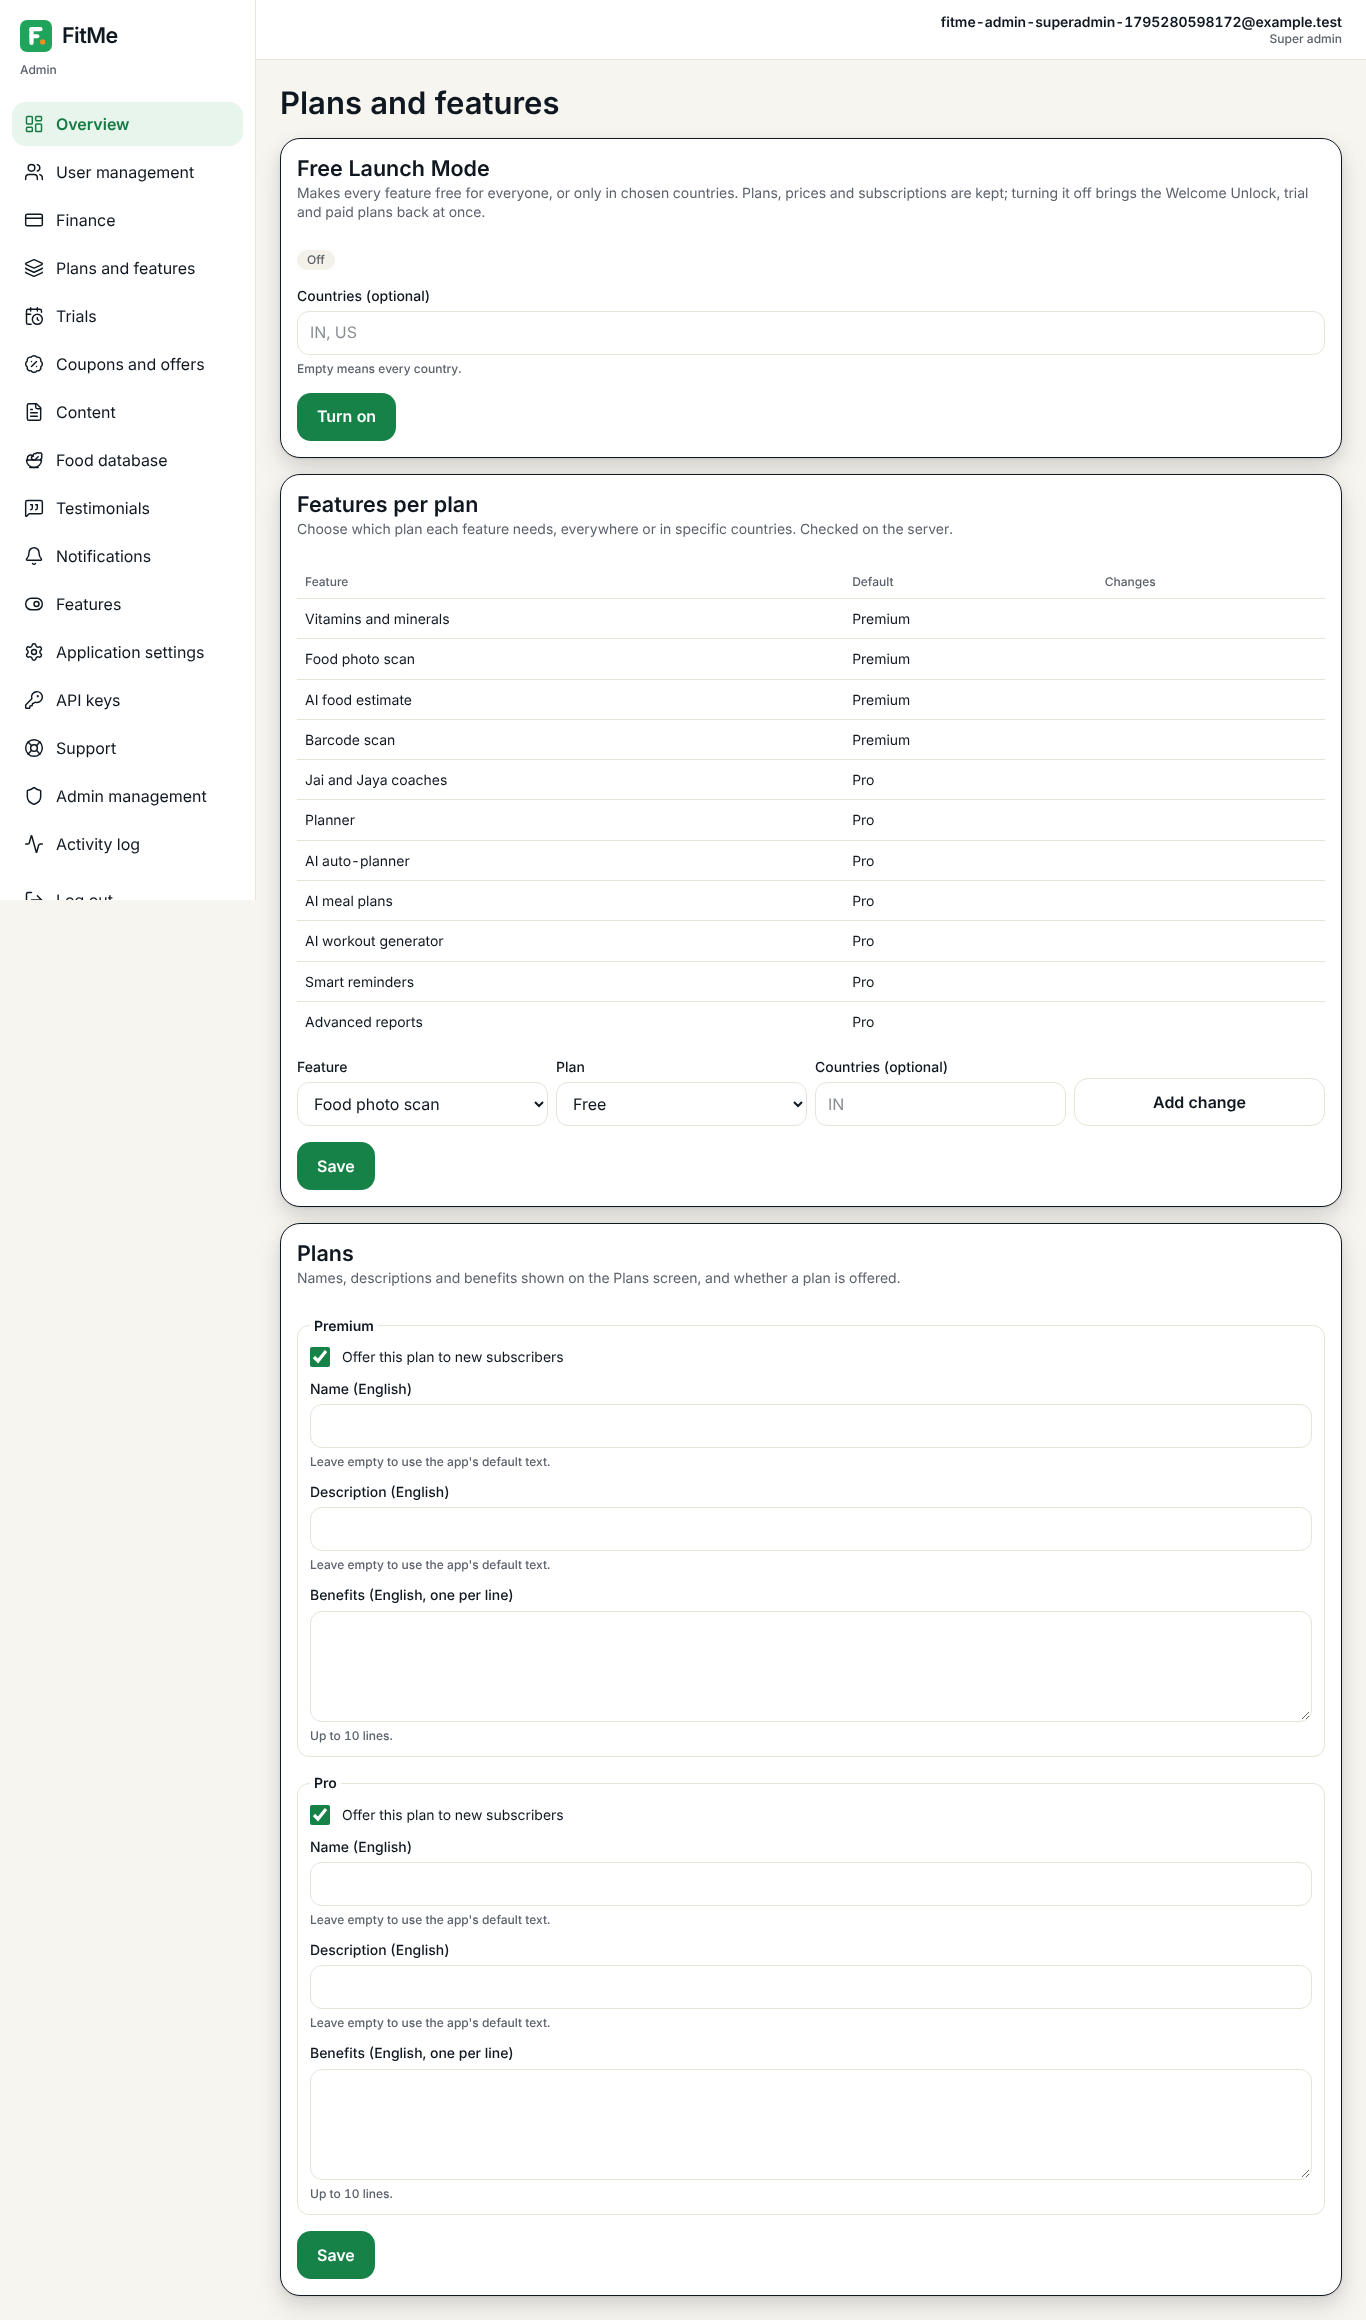 FitMe
Admin
Overview
User management
Finance
Plans and features
Trials
Coupons and offers
Content
Food database
Testimonials
Notifications
Features
Application settings
API keys
Support
Admin management
Activity log
Log out
fitme-admin-superadmin-1795280598172@example.test
Super admin
Plans and features
Free Launch Mode
Makes every feature free for everyone, or only in chosen countries. Plans, prices and subscriptions are kept; turning it off brings the Welcome Unlock, trial
and paid plans back at once.
Off
Countries (optional)
IN, US
Empty means every country.
Turn on
Features per plan
Choose which plan each feature needs, everywhere or in specific countries. Checked on the server.
Feature Default Changes
Vitamins and minerals Premium
Food photo scan Premium
AI food estimate Premium
Barcode scan Premium
Jai and Jaya coaches Pro
Planner Pro
AI auto-planner Pro
AI meal plans Pro
AI workout generator Pro
Smart reminders Pro
Advanced reports Pro
Feature Plan Countries (optional)
Food photo scan Free IN Add change
Save
Plans
Names, descriptions and benefits shown on the Plans screen, and whether a plan is offered.
Premium
Offer this plan to new subscribers
Name (English)
Leave empty to use the app's default text.
Description (English)
Leave empty to use the app's default text.
Benefits (English, one per line)
Up to 10 lines.
Pro
Offer this plan to new subscribers
Name (English)
Leave empty to use the app's default text.
Description (English)
Leave empty to use the app's default text.
Benefits (English, one per line)
Up to 10 lines.
Save